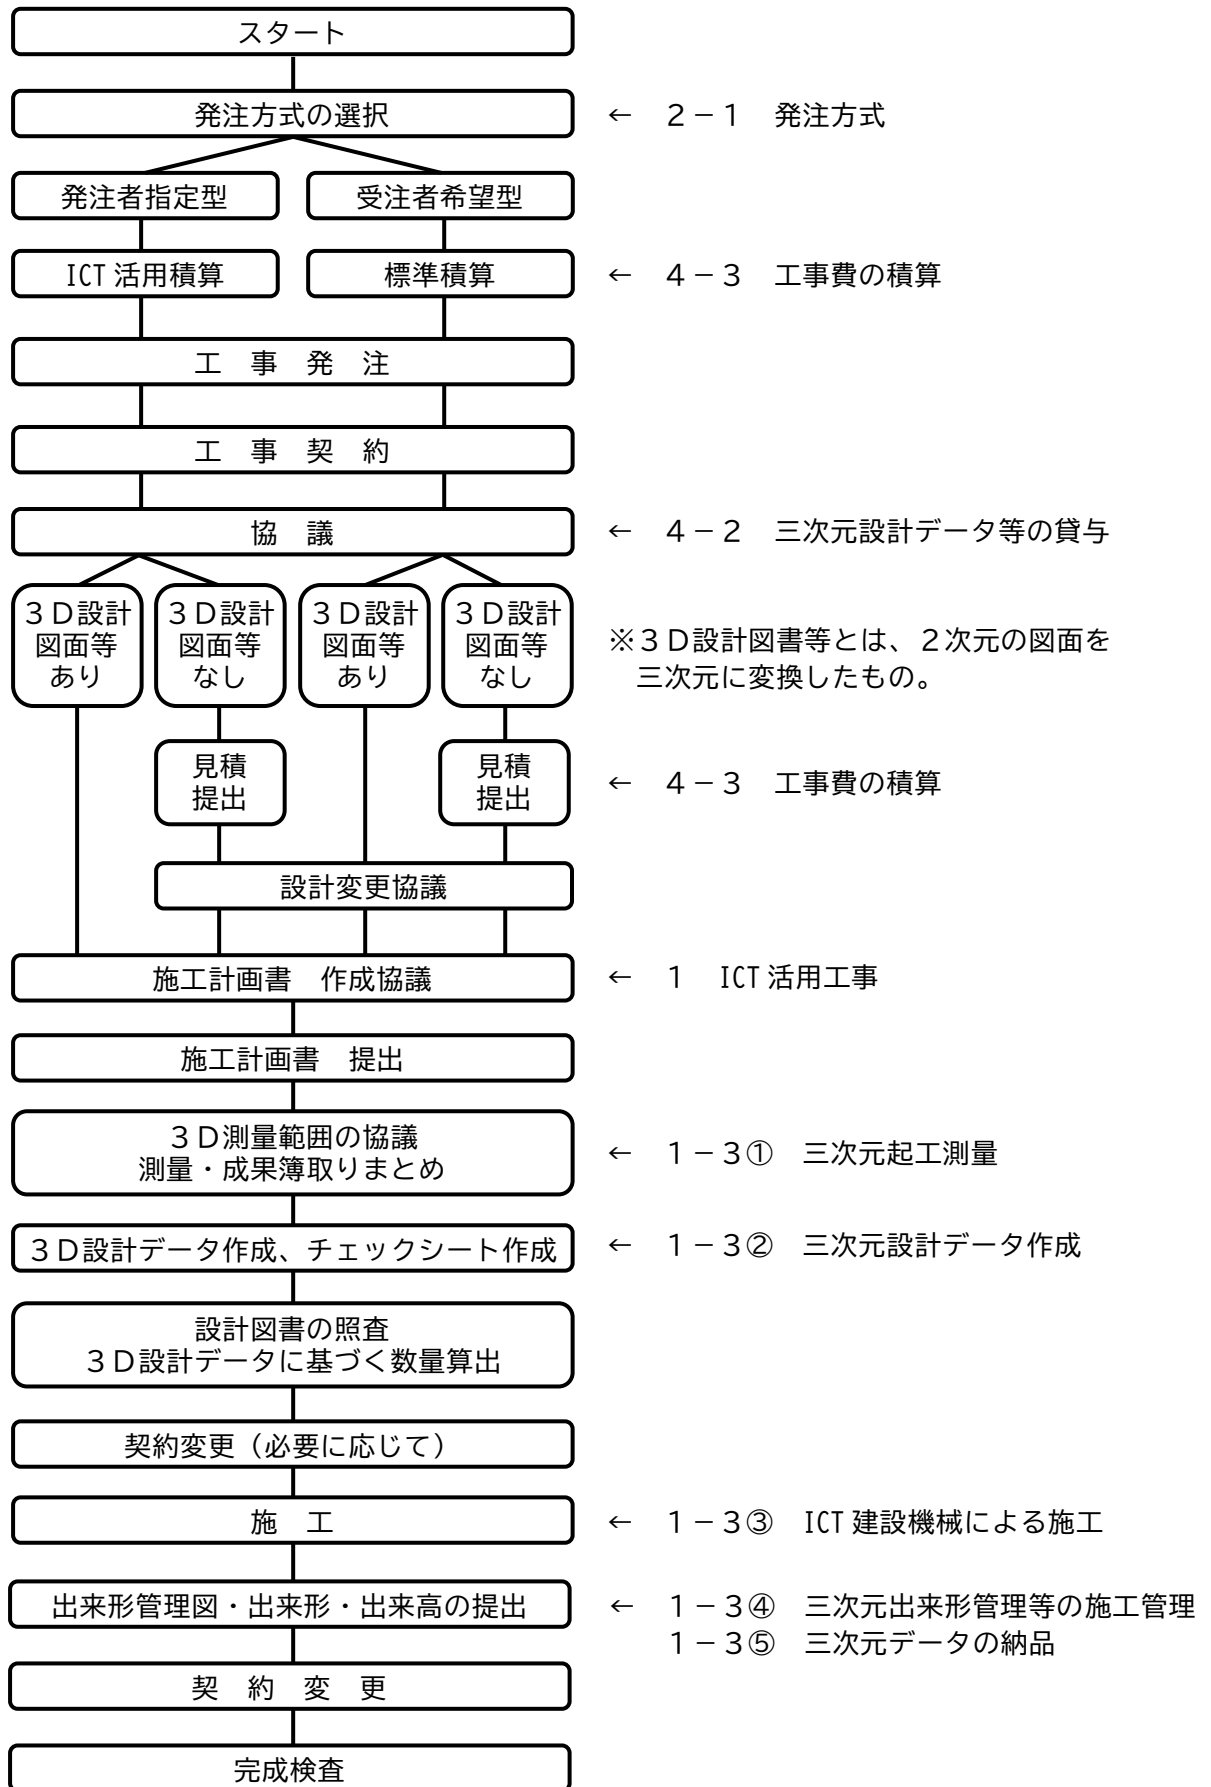 スタート
発注方式の選択
← 2－1 発注方式
発注者指定型
受注者希望型
ICT活用積算
標準積算
← 4－3 工事費の積算
工 事 発 注
工 事 契 約
協 議
← 4－2 三次元設計データ等の貸与
3D設計
図面等
あり
3D設計
図面等
なし
3D設計
図面等
あり
3D設計
図面等
なし
※3D設計図書等とは、2次元の図面を
三次元に変換したもの。
見積
提出
見積
提出
← 4－3 工事費の積算
設計変更協議
施工計画書 作成協議
← 1 ICT活用工事
施工計画書 提出
3D測量範囲の協議
測量・成果簿取りまとめ
← 1－3① 三次元起工測量
3D設計データ作成、チェックシート作成
← 1－3② 三次元設計データ作成
設計図書の照査
3D設計データに基づく数量算出
契約変更（必要に応じて）
施 工
← 1－3③ ICT建設機械による施工
出来形管理図・出来形・出来高の提出
← 1－3④ 三次元出来形管理等の施工管理
1－3⑤ 三次元データの納品
契 約 変 更
完成検査